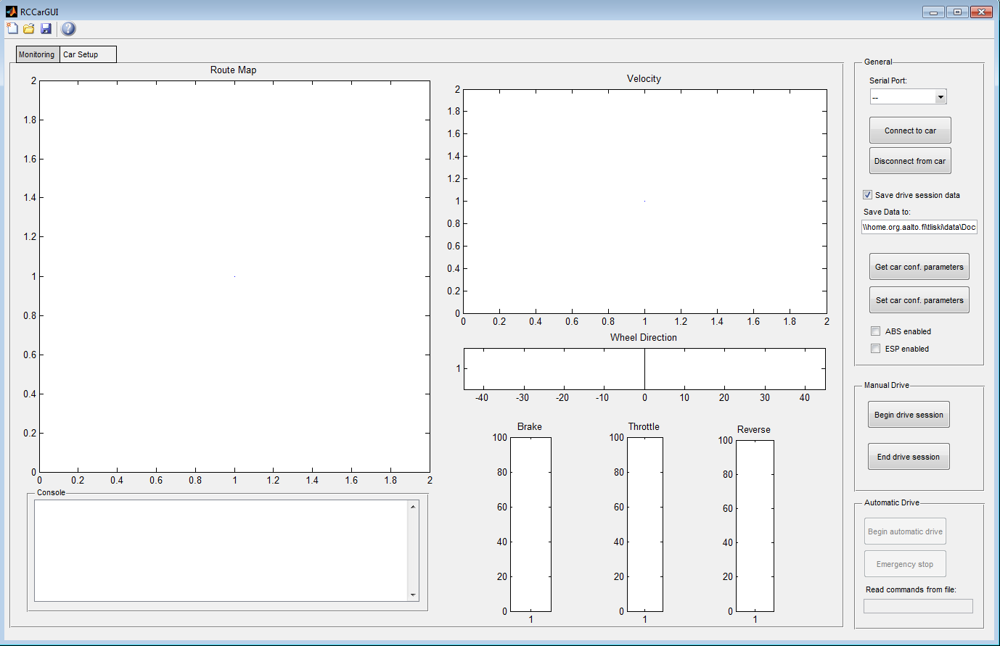 RCCarGUI
Monitoring
Car Setup
Route Map
2
1.8
1.6
1.4
1.2
1
0.8
0.6
0.4
0.2
0
0 0.2 0.4 0.6 0.8 1 1.2 1.4 1.6 1.8 2
Console
Velocity
2
1.8
1.6
1.4
1.2
1
0.8
0.6
0.4
0.2
0
0 0.2 0.4 0.6 0.8 1 1.2 1.4 1.6 1.8 2
Wheel Direction
1
-40 -30 -20 -10 0 10 20 30 40
Brake
100
80
60
40
20
0
1
Throttle
100
80
60
40
20
0
1
Reverse
100
80
60
40
20
0
1
General
Serial Port:
--
Connect to car
Disconnect from car
Save drive session data
Save Data to:
\\home.org.aalto.fi\tliski\data\Doc
Get car conf. parameters
Set car conf. parameters
ABS enabled
ESP enabled
Manual Drive
Begin drive session
End drive session
Automatic Drive
Begin automatic drive
Emergency stop
Read commands from file: